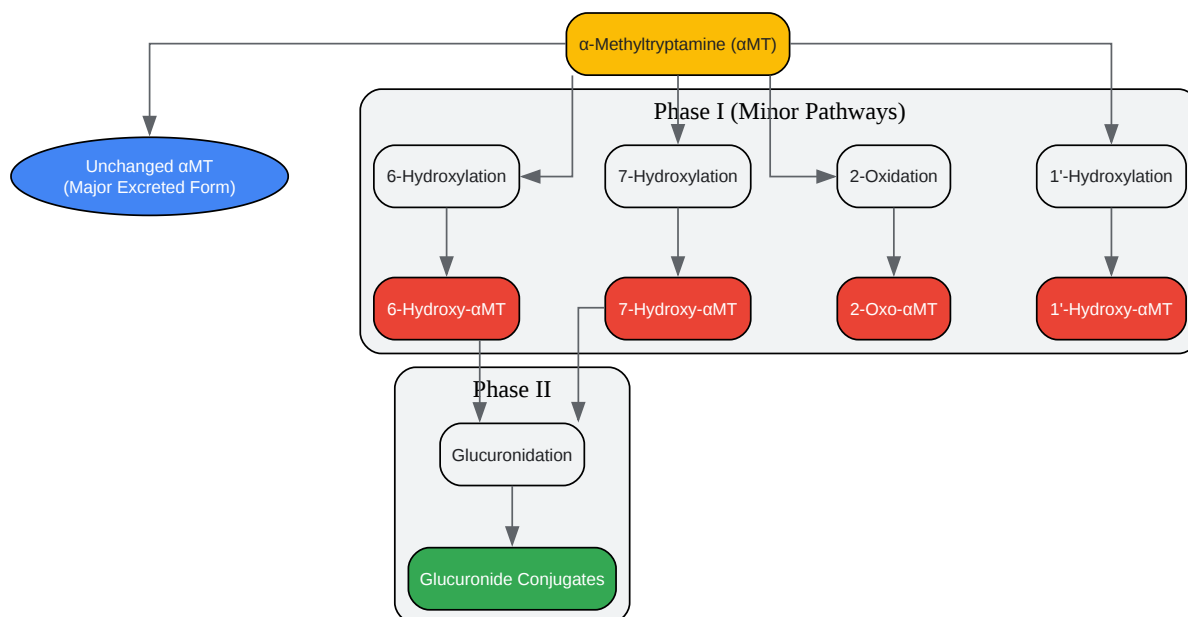 α-Methyltryptamine (αMT)
Phase I (Minor Pathways)
Unchanged αMT
(Major Excreted Form)
6-Hydroxylation
7-Hydroxylation
2-Oxidation
1'-Hydroxylation
6-Hydroxy-αMT
7-Hydroxy-αMT
2-Oxo-αMT
1'-Hydroxy-αMT
Phase II
Glucuronidation
Glucuronide Conjugates